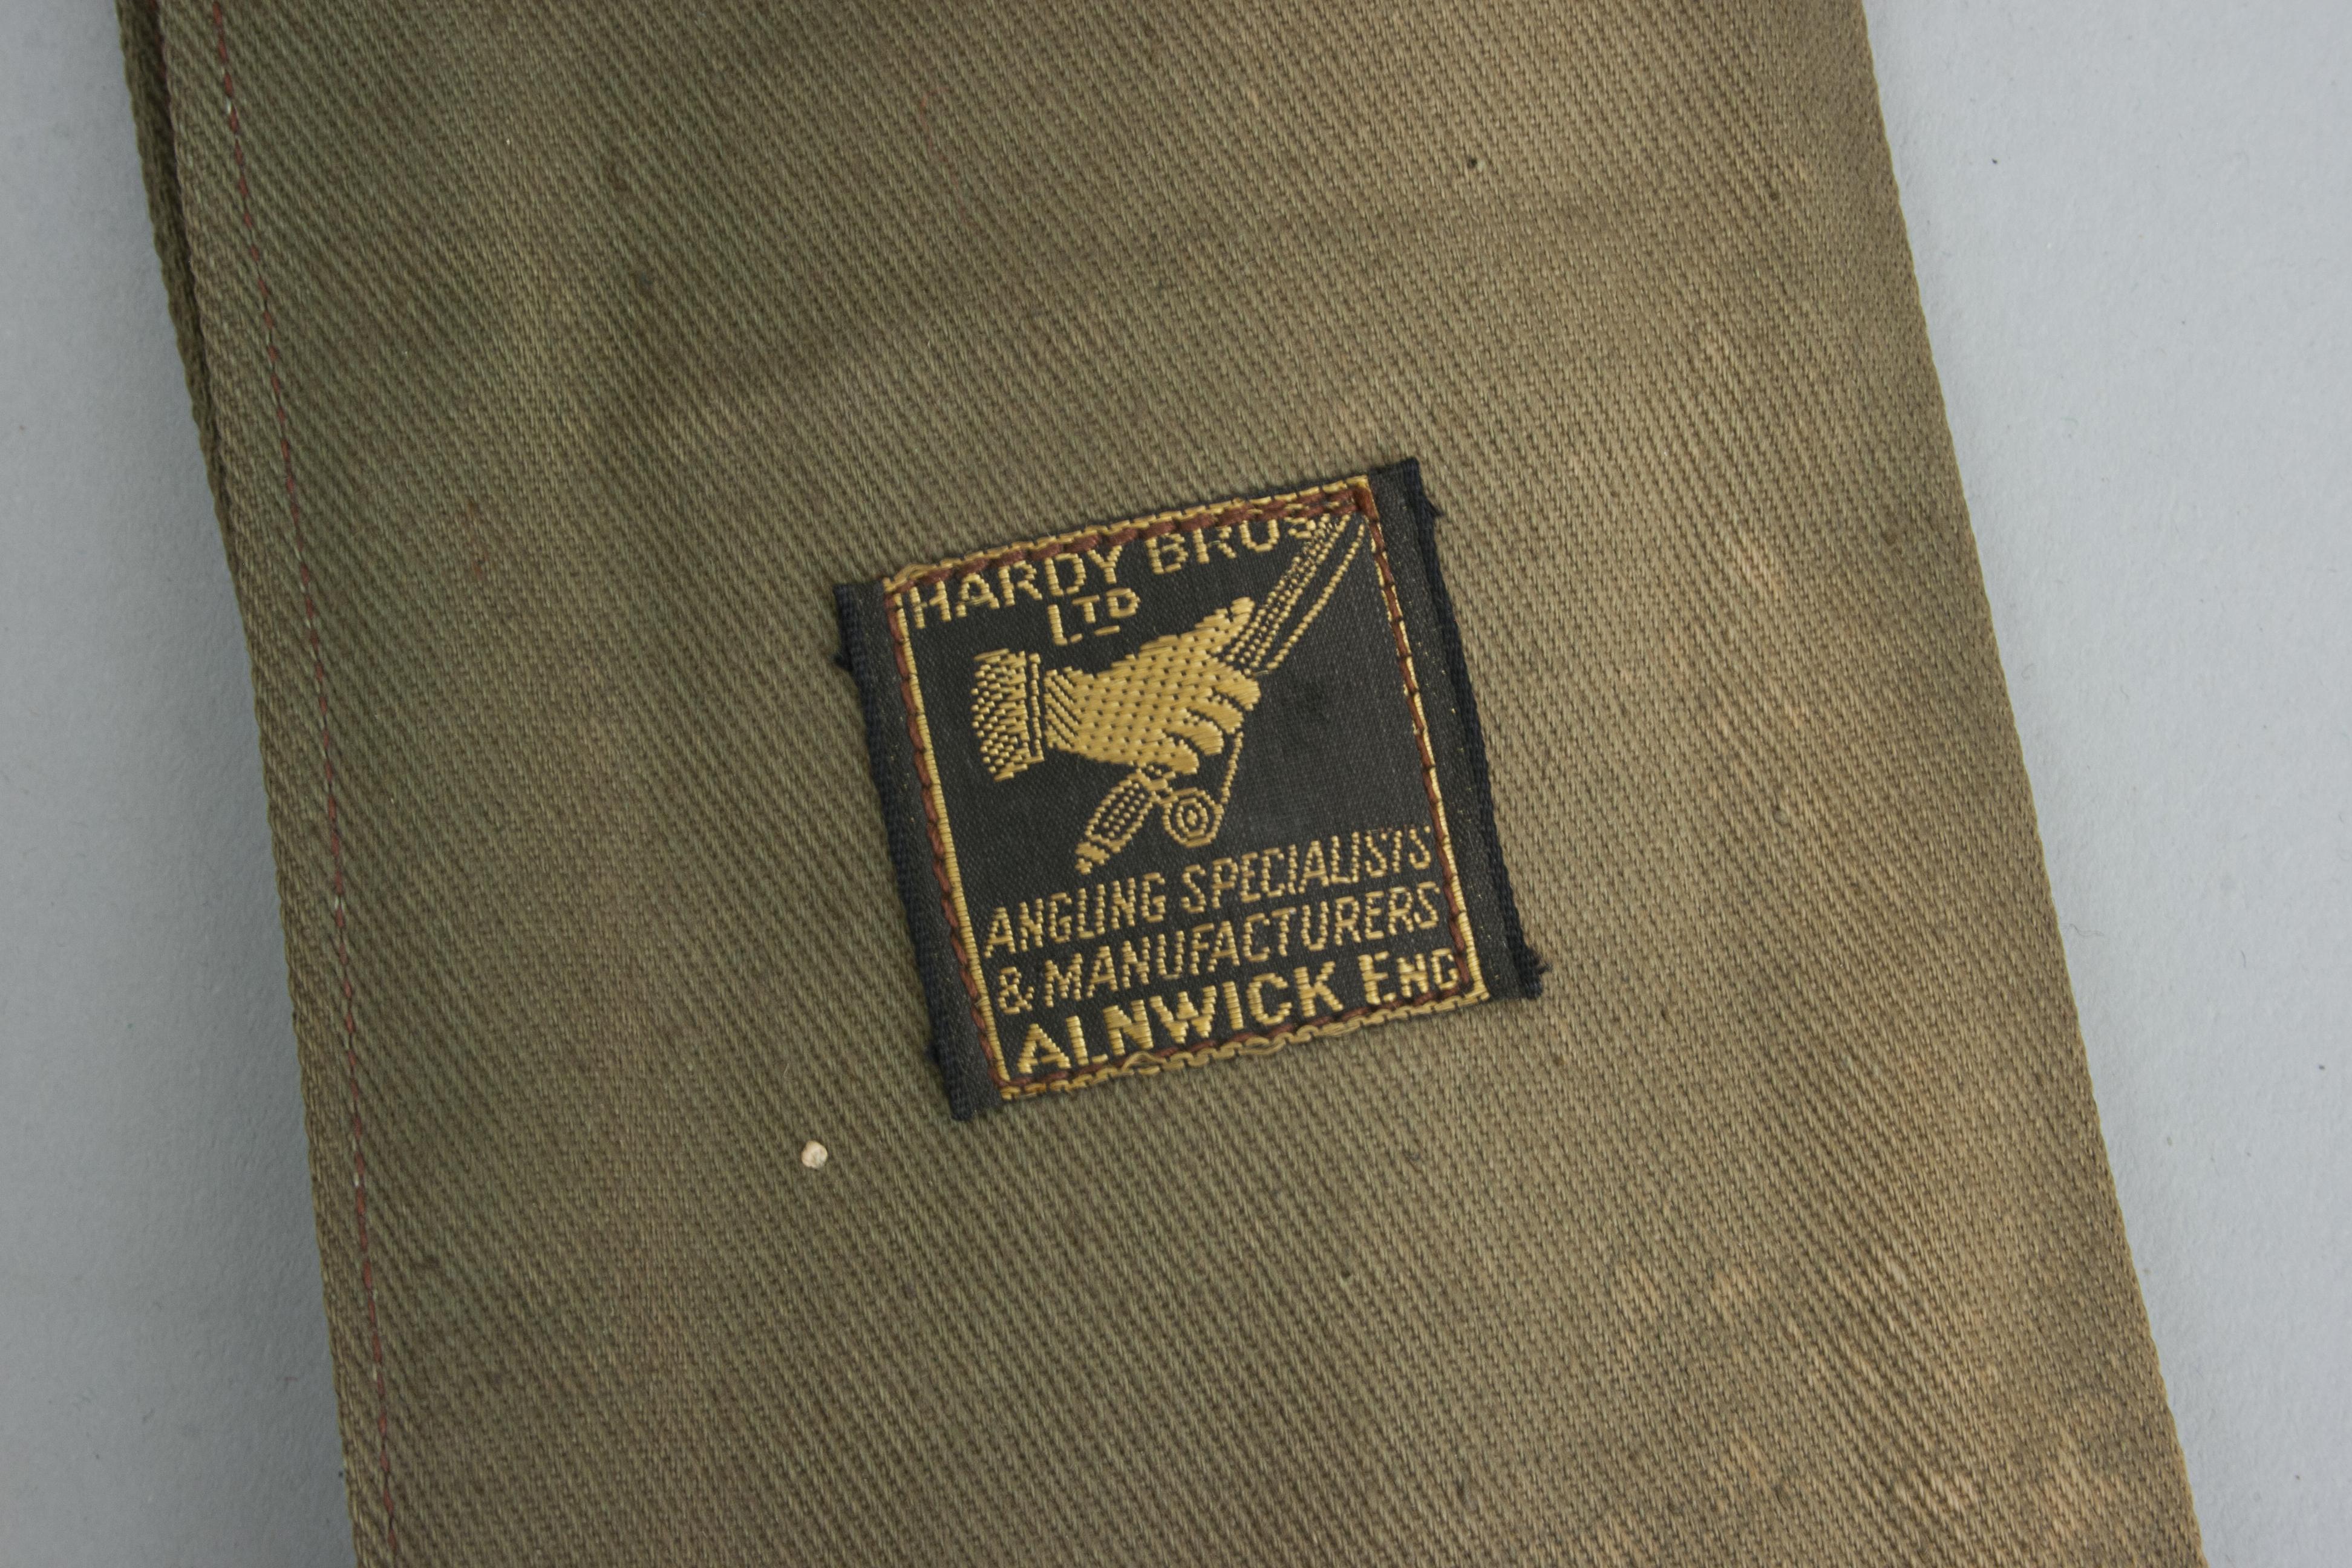 HARDY BROS
LTD
ANGLING SPECIALISTS
& MANUFACTURERS
ALNWICK ENG